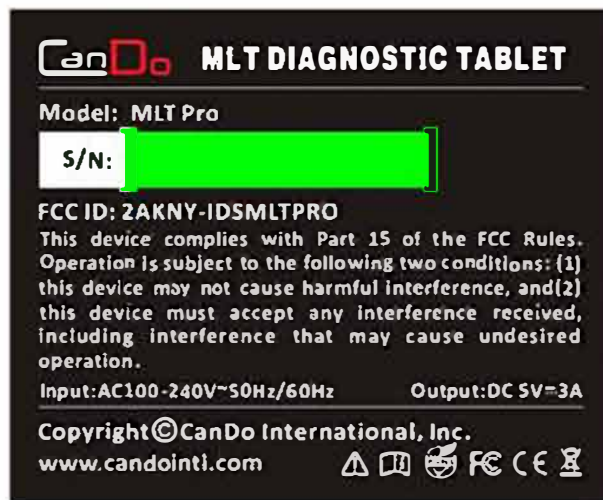 CanDo MLT DIAGNOSTIC TABLET
Model: MLT Pro
S/N:
FCC ID: 2AKNY-IDSMLTPRO
This device complies with Part 15 of the FCC Rules.
Operation is subject to the following two conditions: (1)
this device may not cause harmful interference, and(2)
this device must accept any interference received,
including interference that may cause undesired
operation.
Input:AC100-240V~50Hz/60Hz Output:DC 5V=3A
Copyright©CanDo International, Inc.
www.candointl.com FC CE